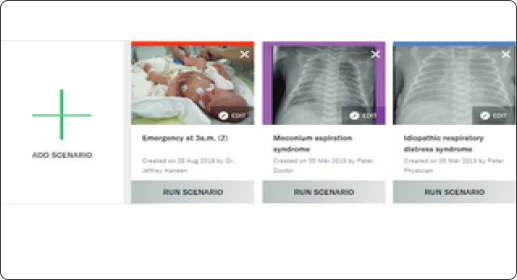 ADD SCENARIO
EDIT
Emergency at 3a.m. (2)
Created on 28 Aug 2018 by Dr.
Jeffrey Hansen
RUN SCENARIO
EDIT
Meconium aspiration
syndrome
Created on 05 Mär 2019 by Peter
Doctor
RUN SCENARIO
EDIT
Idiopathic respiratory
distress syndrome
Created on 05 Mär 2019 by Peter
Physician
RUN SCENARIO